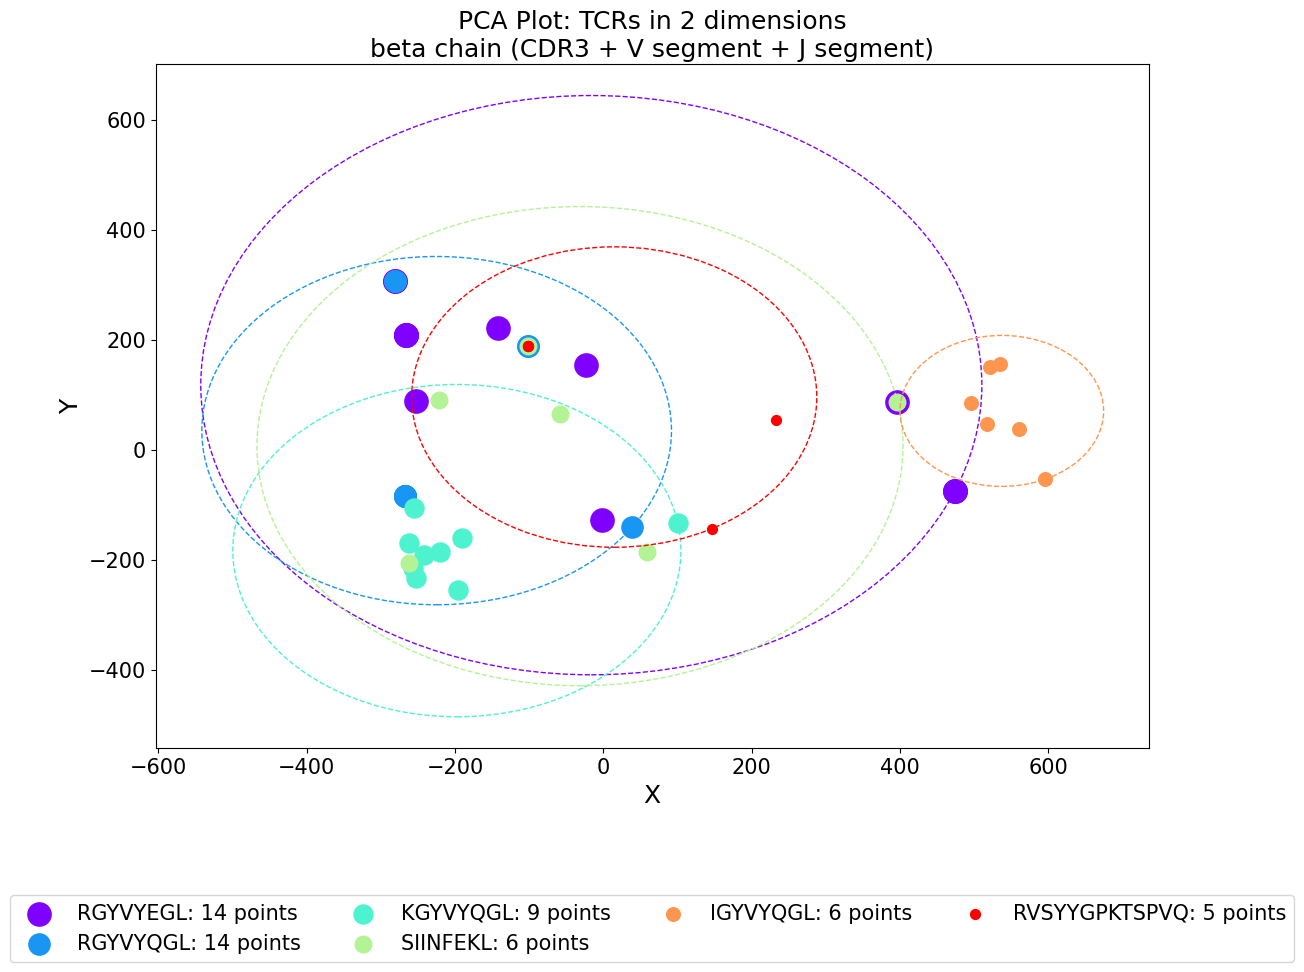 PCA Plot: TCRs in 2 dimensions
beta chain (CDR3 + V segment + J segment)
600
400
200
0
−200
−400
Y
−600
−400
−200
0
200
400
600
X
RGYVYEGL: 14 points
RGYVYQGL: 14 points
KGYVYQGL: 9 points
SIINFEKL: 6 points
IGYVYQGL: 6 points
RVSYYGPKTSPVQ: 5 points